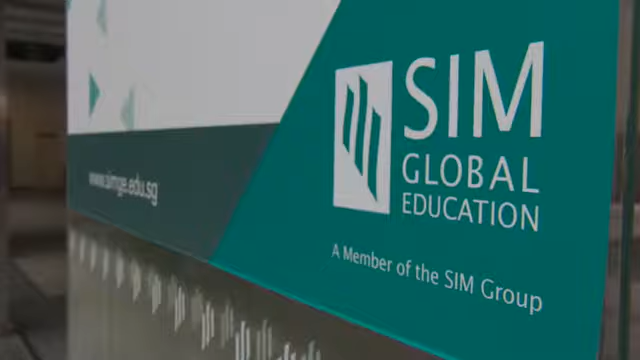 SIM
GLOBAL
EDUCATION
A Member of the SIM Group
www.simge.edu.sg